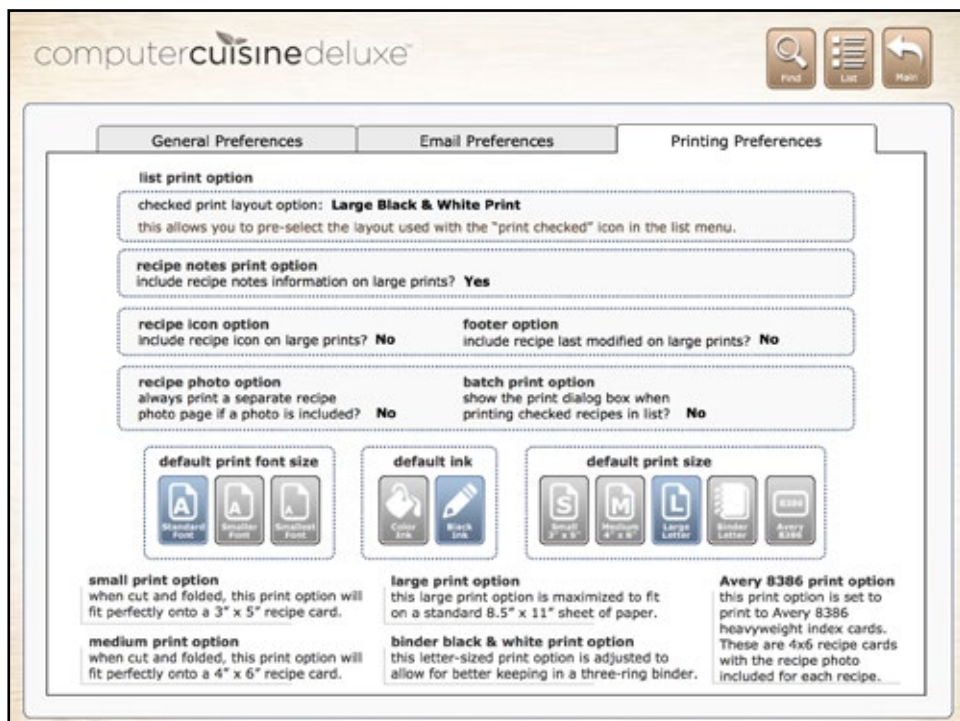 computercuisinedeluxe™
Find
List
Main
General Preferences
Email Preferences
Printing Preferences
list print option
checked print layout option: Large Black & White Print
this allows you to pre-select the layout used with the "print checked" icon in the list menu.
recipe notes print option
include recipe notes information on large prints? Yes
recipe icon option
include recipe icon on large prints? No
footer option
include recipe last modified on large prints? No
recipe photo option
always print a separate recipe
photo page if a photo is included? No
batch print option
show the print dialog box when
printing checked recipes in list? No
default print font size
A
Standard
Font
A
Smaller
Font
A
Smallest
Font
default ink
Color
Ink
Black
Ink
default print size
S
Small
3" x 5"
M
Medium
4" x 6"
L
Large
Letter
Binder
Letter
8386
Avery
8386
small print option
when cut and folded, this print option will
fit perfectly onto a 3" x 5" recipe card.
medium print option
when cut and folded, this print option will
fit perfectly onto a 4" x 6" recipe card.
large print option
this large print option is maximized to fit
on a standard 8.5" x 11" sheet of paper.
binder black & white print option
this letter-sized print option is adjusted to
allow for better keeping in a three-ring binder.
Avery 8386 print option
this print option is set to
print to Avery 8386
heavyweight index cards.
These are 4x6 recipe cards
with the recipe photo
included for each recipe.